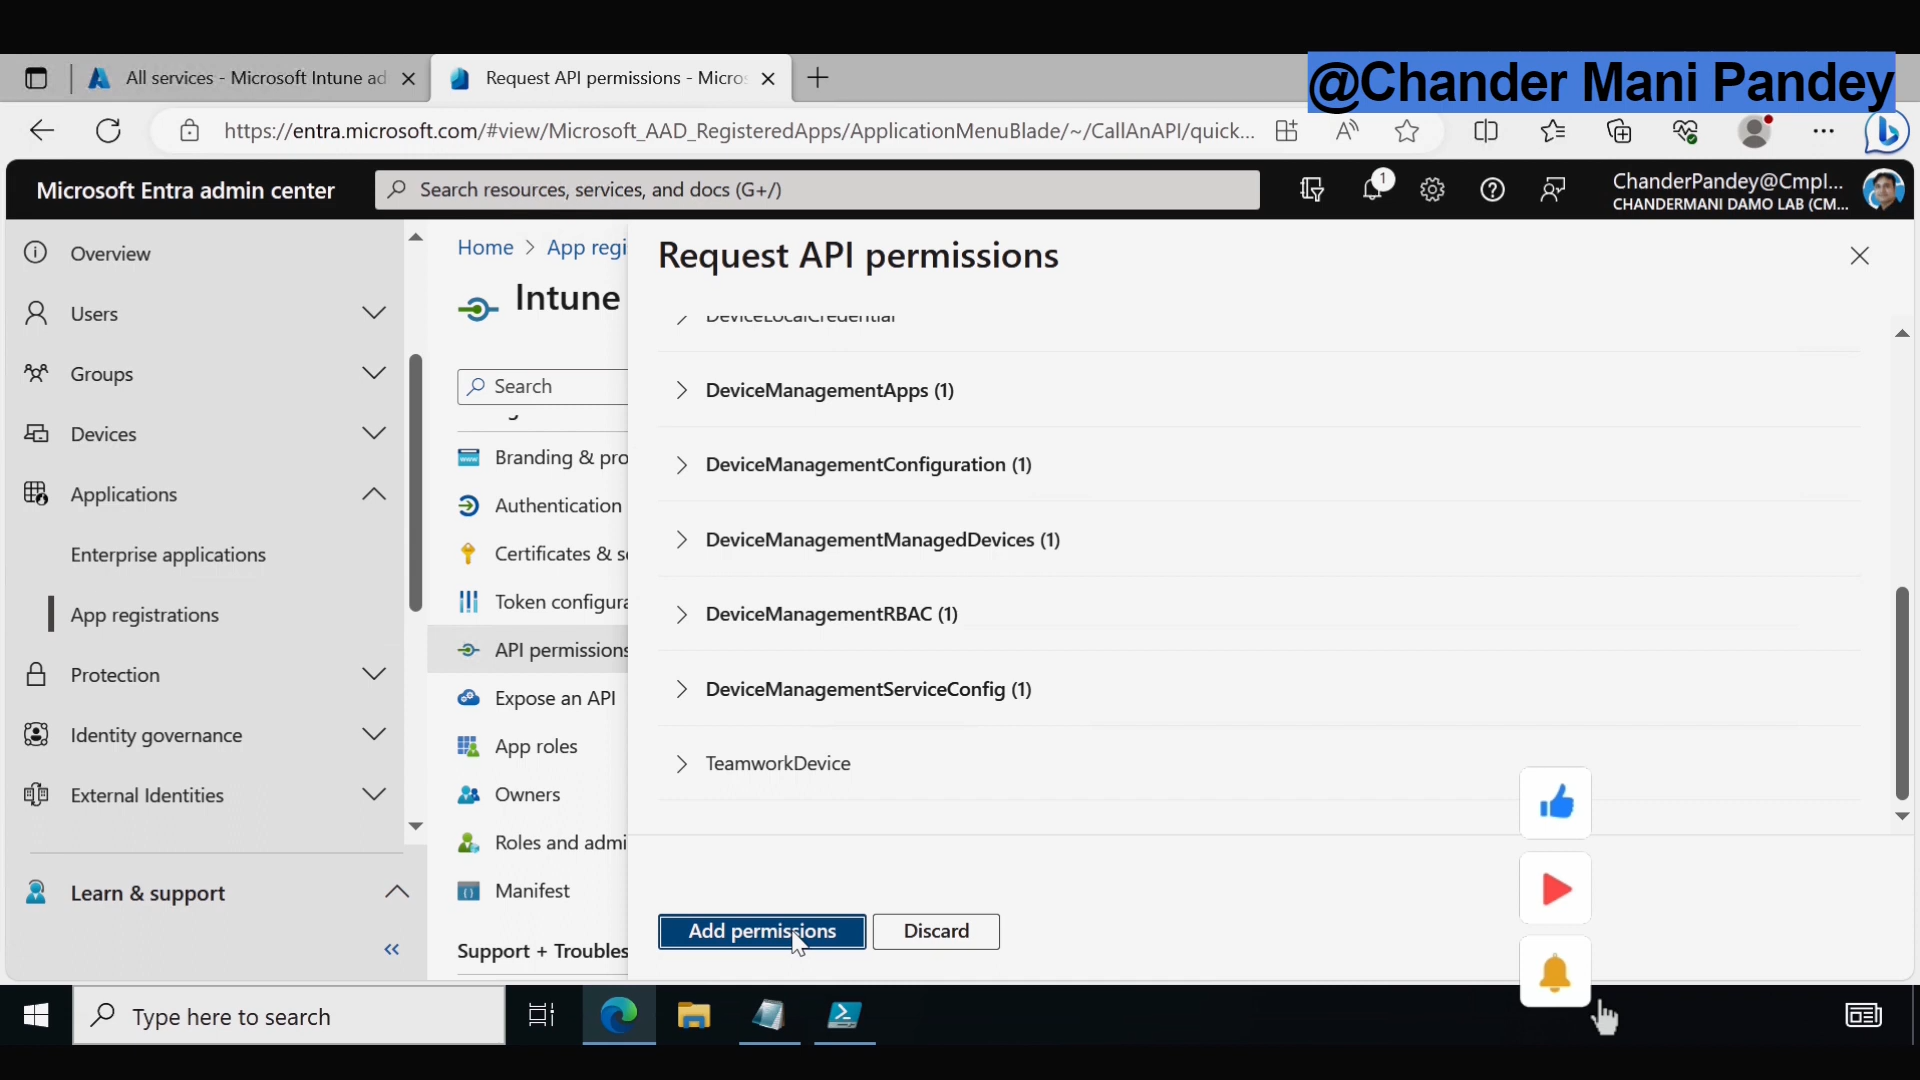 All services - Microsoft Intune ad
Request API permissions - Micro
@Chander Mani Pandey
https://entra.microsoft.com/#view/Microsoft_AAD_RegisteredApps/ApplicationMenuBlade/~/CallAnAPI/quick...
Microsoft Entra admin center
Search resources, services, and docs (G+/)
1
ChanderPandey@Cmpl...
CHANDERMANI DAMO LAB (CM...
Overview
Users
Groups
Devices
Applications
Enterprise applications
App registrations
Protection
Identity governance
External Identities
Learn & support
Home > App regi
Intune
Search
Branding & pro
Authentication
Certificates & s
Token configura
API permissions
Expose an API
App roles
Owners
Roles and admi
Manifest
Support + Troubles
Request API permissions
DeviceLocalCredential
DeviceManagementApps (1)
DeviceManagementConfiguration (1)
DeviceManagementManagedDevices (1)
DeviceManagementRBAC (1)
DeviceManagementServiceConfig (1)
TeamworkDevice
Add permissions
Discard
Type here to search